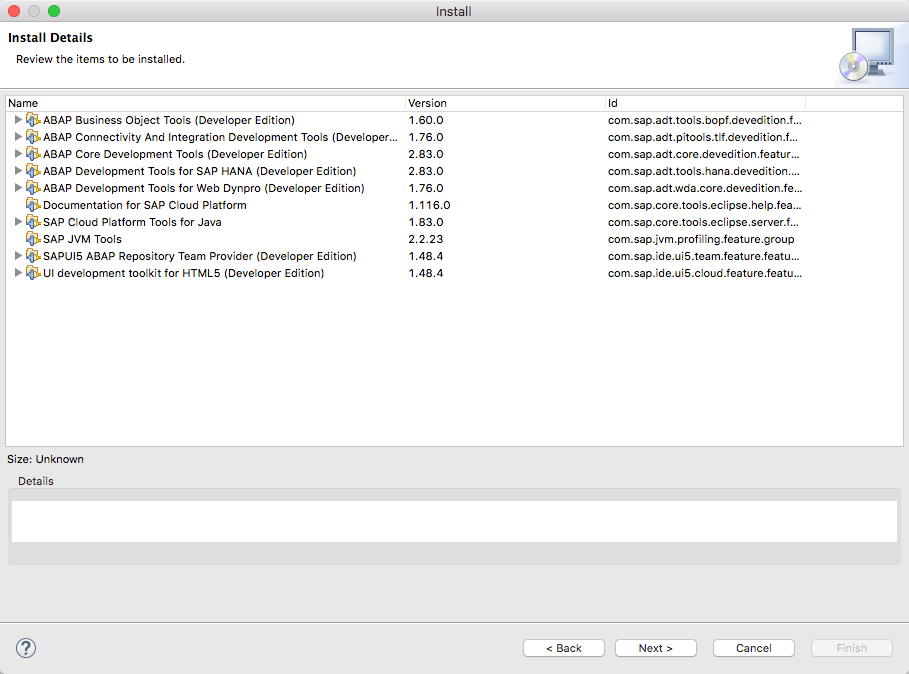 Install
Install Details
Review the items to be installed.
Name Version Id
ABAP Business Object Tools (Developer Edition) 1.60.0 com.sap.adt.tools.bopf.devedition.f...
ABAP Connectivity And Integration Development Tools (Developer... 1.76.0 com.sap.adt.pitools.tlf.devedition.f...
ABAP Core Development Tools (Developer Edition) 2.83.0 com.sap.adt.core.devedition.featur...
ABAP Development Tools for SAP HANA (Developer Edition) 2.83.0 com.sap.adt.tools.hana.devedition....
ABAP Development Tools for Web Dynpro (Developer Edition) 1.76.0 com.sap.adt.wda.core.devedition.fe...
Documentation for SAP Cloud Platform 1.116.0 com.sap.core.tools.eclipse.help.fea...
SAP Cloud Platform Tools for Java 1.83.0 com.sap.core.tools.eclipse.server.f...
SAP JVM Tools 2.2.23 com.sap.jvm.profiling.feature.group
SAPUI5 ABAP Repository Team Provider (Developer Edition) 1.48.4 com.sap.ide.ui5.team.feature.featu...
UI development toolkit for HTML5 (Developer Edition) 1.48.4 com.sap.ide.ui5.cloud.feature.featu...
Size: Unknown
Details
? < Back Next > Cancel Finish